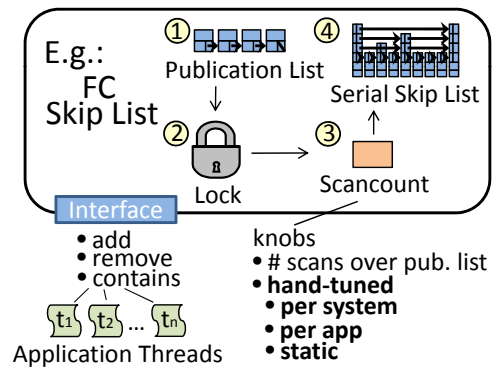 E.g.:
FC
Skip List
1
Publication List
4
Serial Skip List
2
Lock
3
Scancount
Interface
• add
• remove
• contains
t1 t2 ... tn
Application Threads
knobs
• # scans over pub. list
• hand-tuned
• per system
• per app
• static